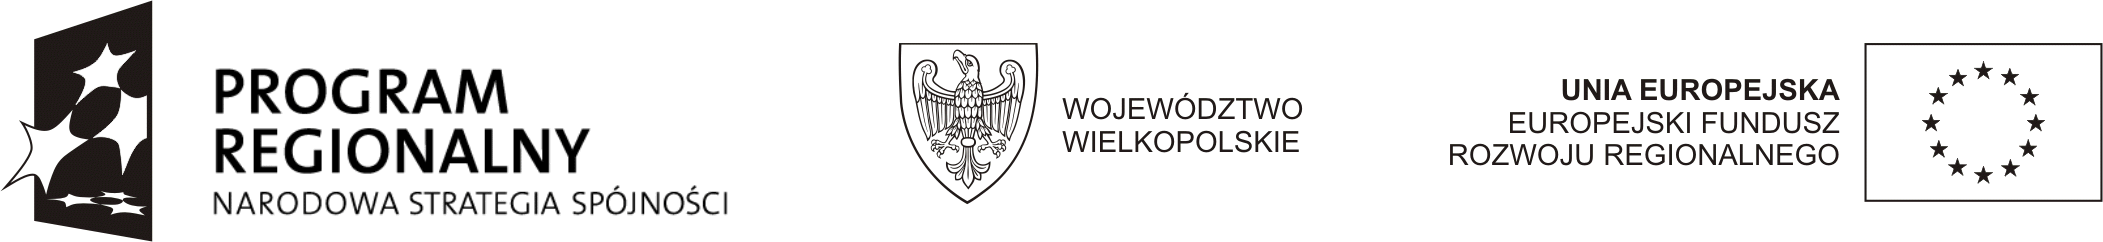 PROGRAM
REGIONALNY
NARODOWA STRATEGIA SPÓJNOŚCI
WOJEWÓDZTWO
WIELKOPOLSKIE
UNIA EUROPEJSKA
EUROPEJSKI FUNDUSZ
ROZWOJU REGIONALNEGO